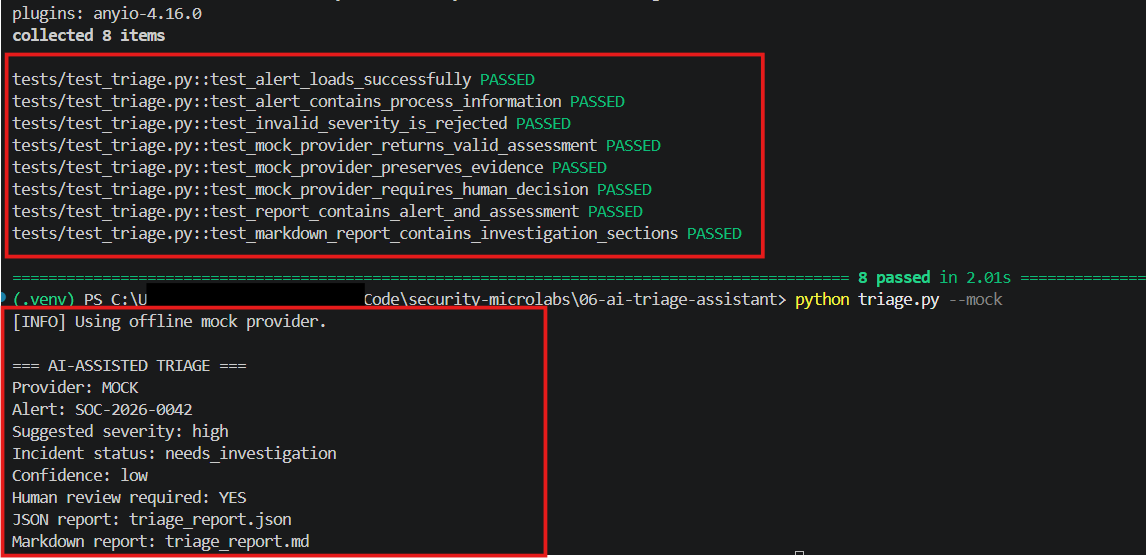 plugins: anyio-4.16.0
collected 8 items
tests/test_triage.py::test_alert_loads_successfully PASSED
tests/test_triage.py::test_alert_contains_process_information PASSED
tests/test_triage.py::test_invalid_severity_is_rejected PASSED
tests/test_triage.py::test_mock_provider_returns_valid_assessment PASSED
tests/test_triage.py::test_mock_provider_preserves_evidence PASSED
tests/test_triage.py::test_mock_provider_requires_human_decision PASSED
tests/test_triage.py::test_report_contains_alert_and_assessment PASSED
tests/test_triage.py::test_markdown_report_contains_investigation_sections PASSED
=================================================================================== 8 passed in 2.01s ==============
(.venv) PS C:\U Code\security-microlabs\06-ai-triage-assistant> python triage.py --mock
[INFO] Using offline mock provider.
=== AI-ASSISTED TRIAGE ===
Provider: MOCK
Alert: SOC-2026-0042
Suggested severity: high
Incident status: needs_investigation
Confidence: low
Human review required: YES
JSON report: triage_report.json
Markdown report: triage_report.md